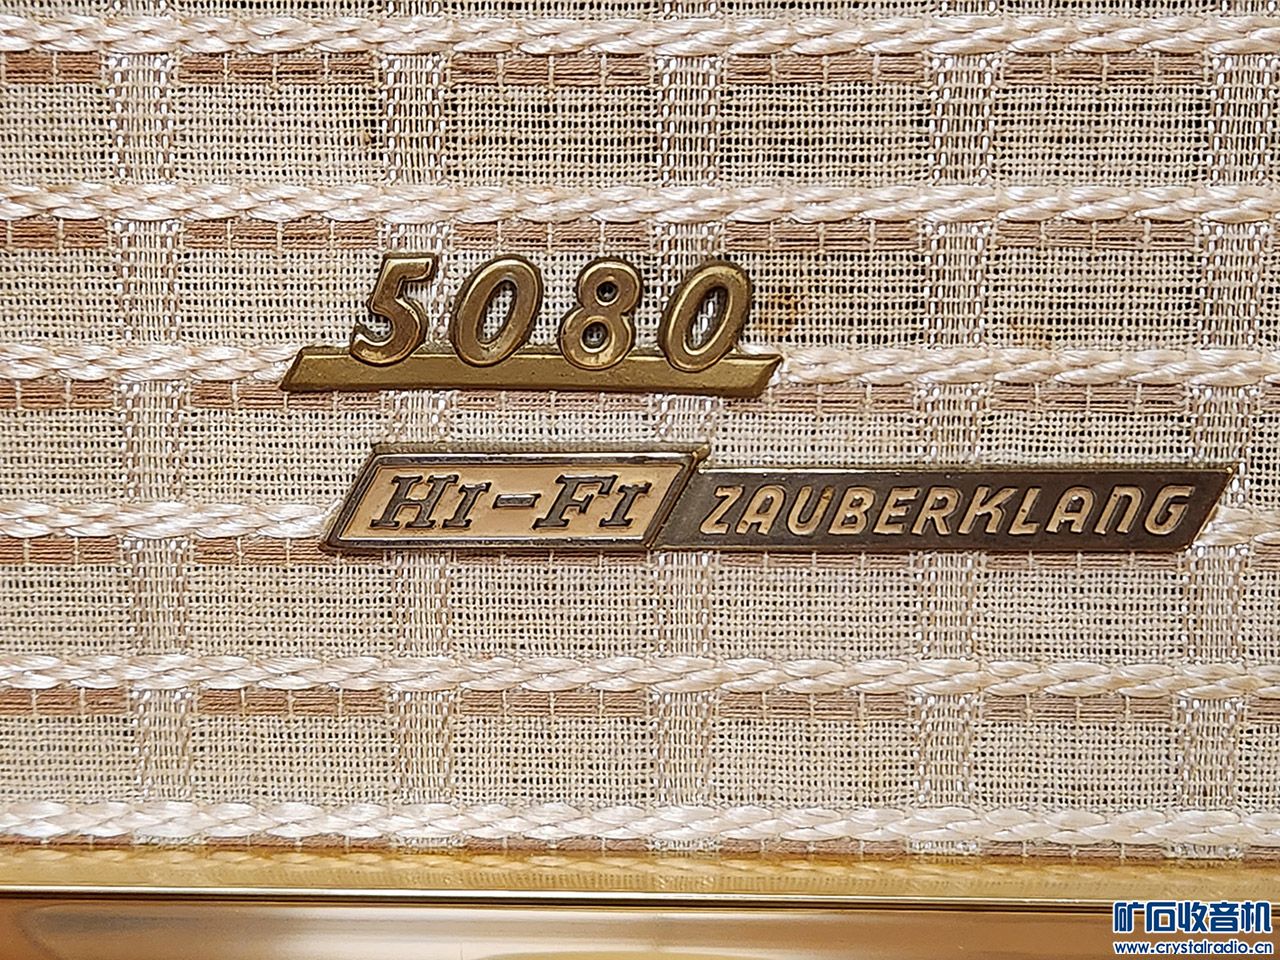 5080
HI-FI ZAUBERKLANG
矿石收音机
www.crystalradio.cn